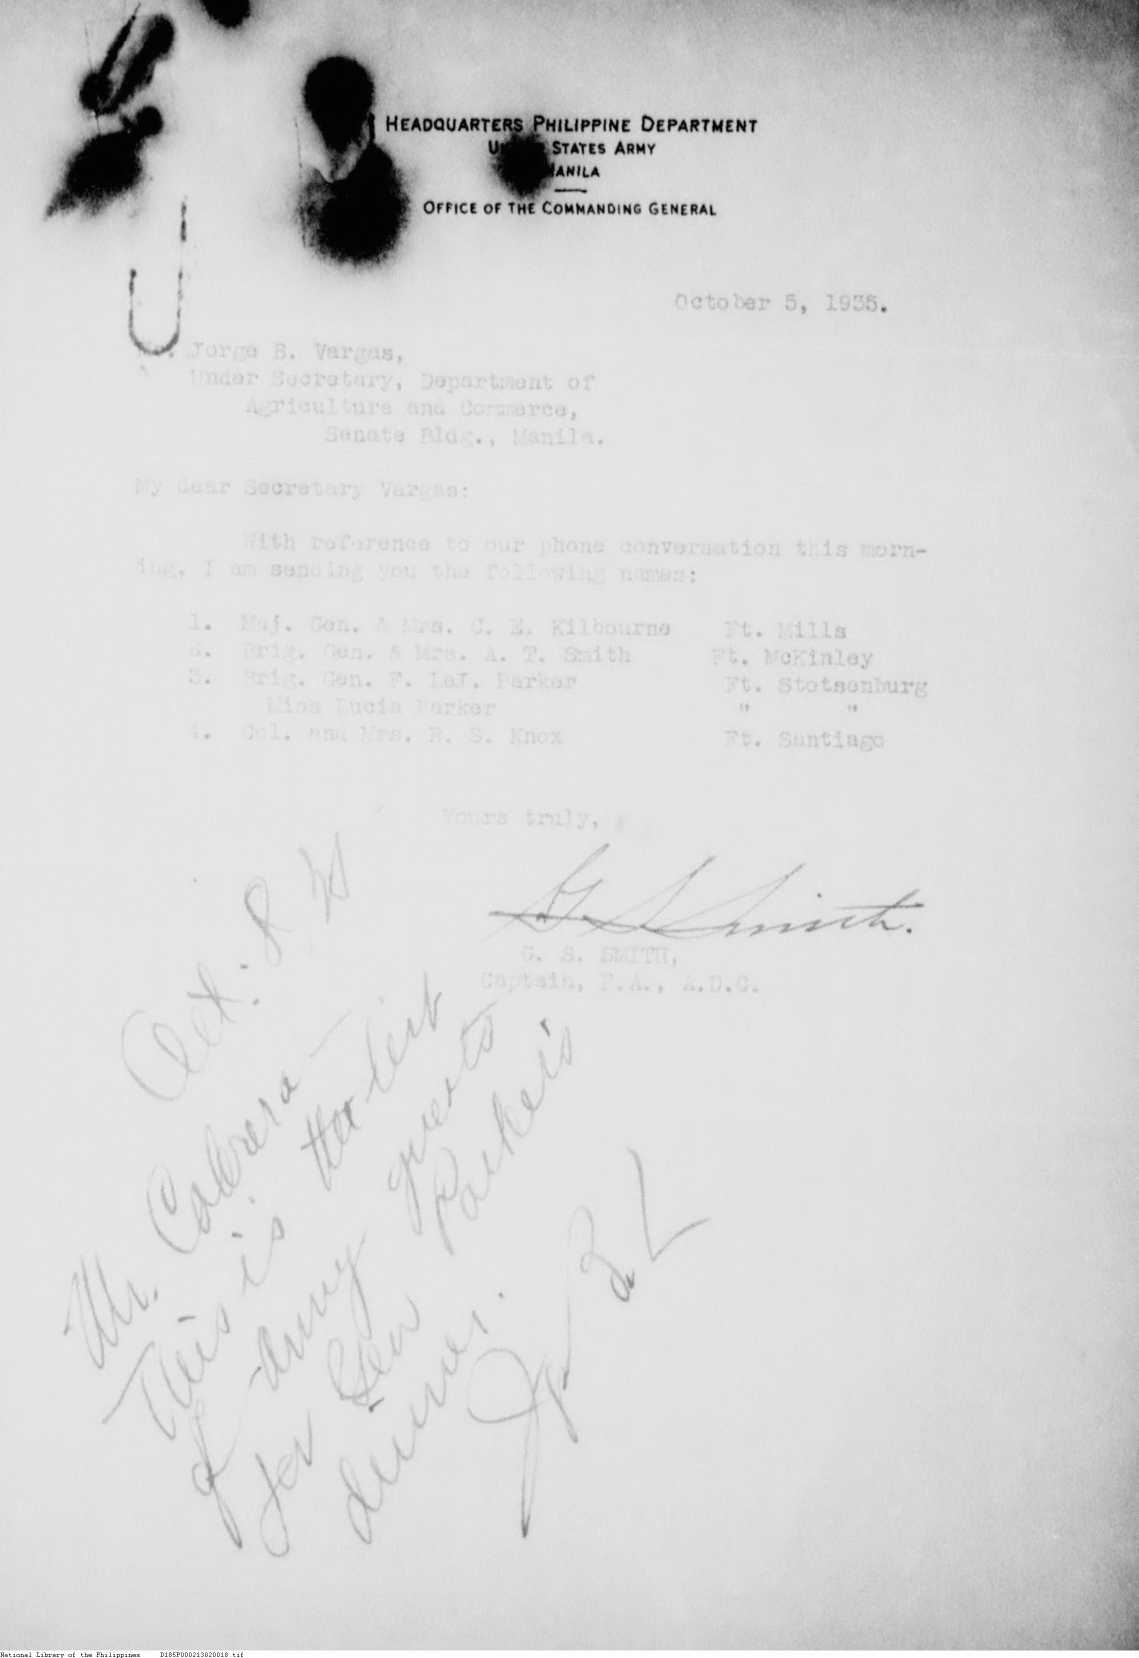 HEADQUARTERS PHILIPPINE DEPARTMENT
STATES ARMY
MANILA
OFFICE OF THE COMMANDING GENERAL
October 5, 1935.
Jorge B. Vargas,
Under Secretary, Department of
Agriculture and Commerce,
Senate Bldg., Manila.
My dear Secretary Vargas:
With reference to our phone conversation this morn-
ing, I am sending you the following names:
1. Maj. Gen. & Mrs. C. E. Kilbourne Ft. Mills
2. Brig. Gen. & Mrs. A. T. Smith Ft. McKinley
3. Brig. Gen. F. LeJ. Parker Ft. Stotsenburg
Miss Lucia Parker " "
4. Col. and Mrs. R. S. Knox Ft. Santiago
Yours truly,
G S Smith.
G. S. SMITH,
Captain, F.A., A.D.C.
Oct. 8
Mr. Cabrera —
This is the list
of army guests
for Gen Parker's
dinner.
National Library of the Philippines D185P000213020018.tif